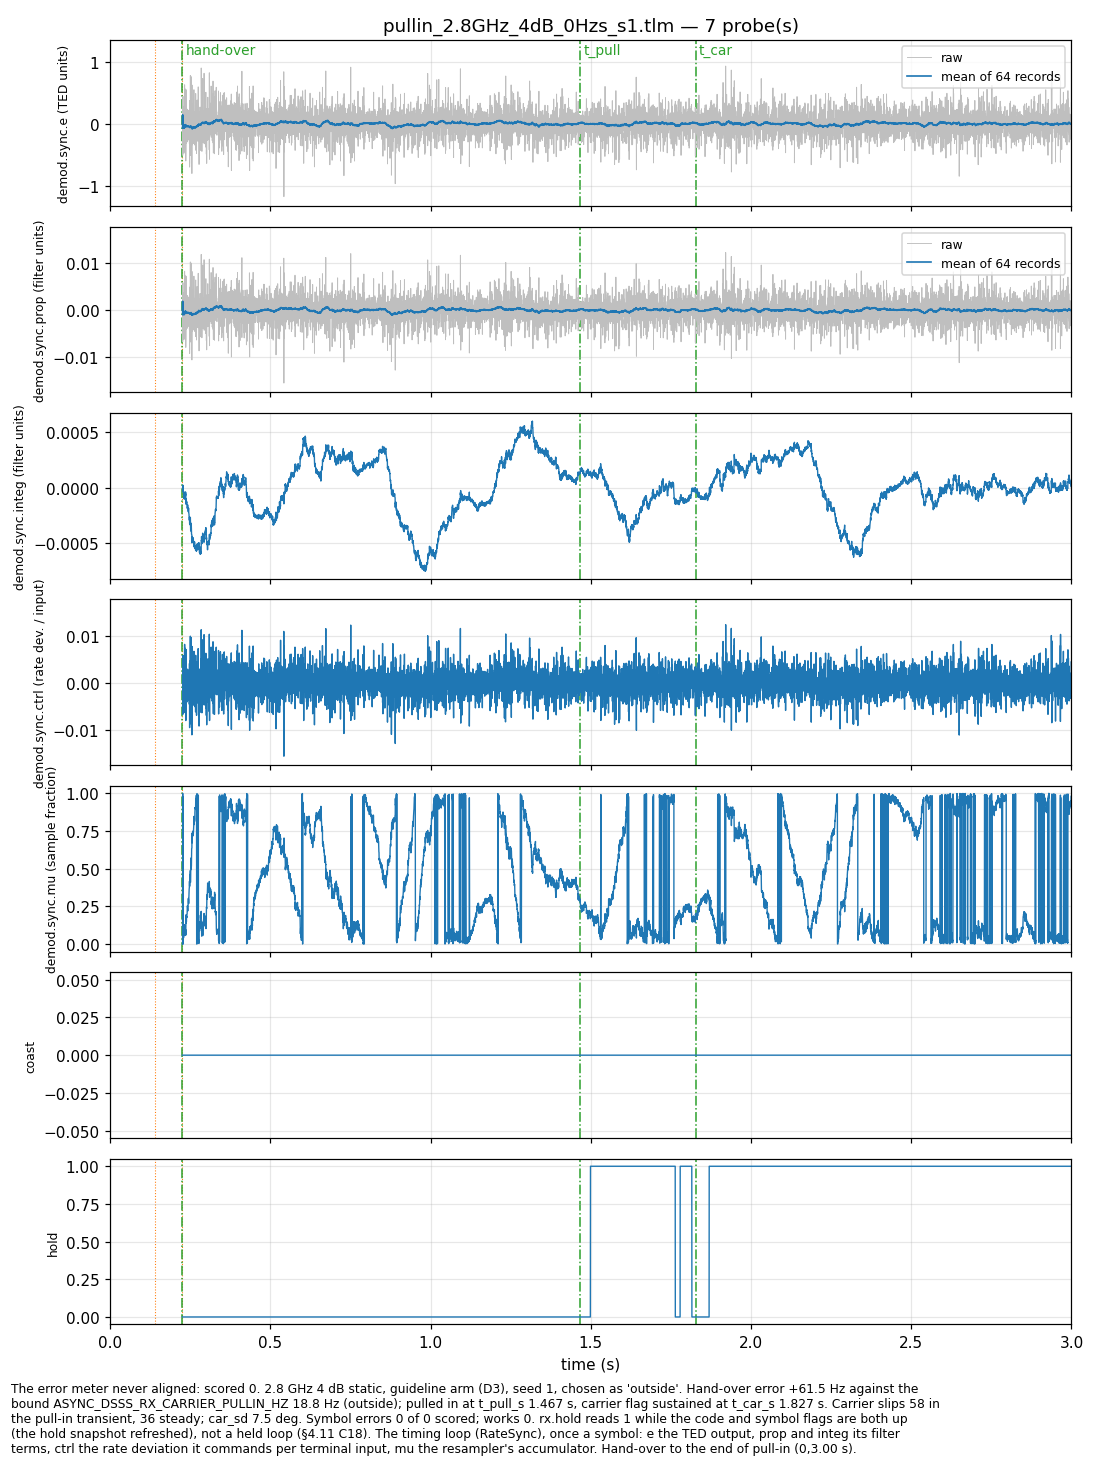 pullin_2.8GHz_4dB_0Hzs_s1.tlm — 7 probe(s)
hand-over
t_pull
t_car
raw
mean of 64 records
demod.sync.e (TED units)
1
0
−1
raw
mean of 64 records
demod.sync.prop (filter units)
0.01
0.00
−0.01
demod.sync.integ (filter units)
0.0005
0.0000
−0.0005
demod.sync.ctrl (rate dev. / input)
0.01
0.00
−0.01
demod.sync.mu (sample fraction)
1.00
0.75
0.50
0.25
0.00
coast
0.050
0.025
0.000
−0.025
−0.050
hold
1.00
0.75
0.50
0.25
0.00
0.0 0.5 1.0 1.5 2.0 2.5 3.0
time (s)
The error meter never aligned: scored 0. 2.8 GHz 4 dB static, guideline arm (D3), seed 1, chosen as 'outside'. Hand-over error +61.5 Hz against the
bound ASYNC_DSSS_RX_CARRIER_PULLIN_HZ 18.8 Hz (outside); pulled in at t_pull_s 1.467 s, carrier flag sustained at t_car_s 1.827 s. Carrier slips 58 in
the pull-in transient, 36 steady; car_sd 7.5 deg. Symbol errors 0 of 0 scored; works 0. rx.hold reads 1 while the code and symbol flags are both up
(the hold snapshot refreshed), not a held loop (§4.11 C18). The timing loop (RateSync), once a symbol: e the TED output, prop and integ its filter
terms, ctrl the rate deviation it commands per terminal input, mu the resampler's accumulator. Hand-over to the end of pull-in (0,3.00 s).